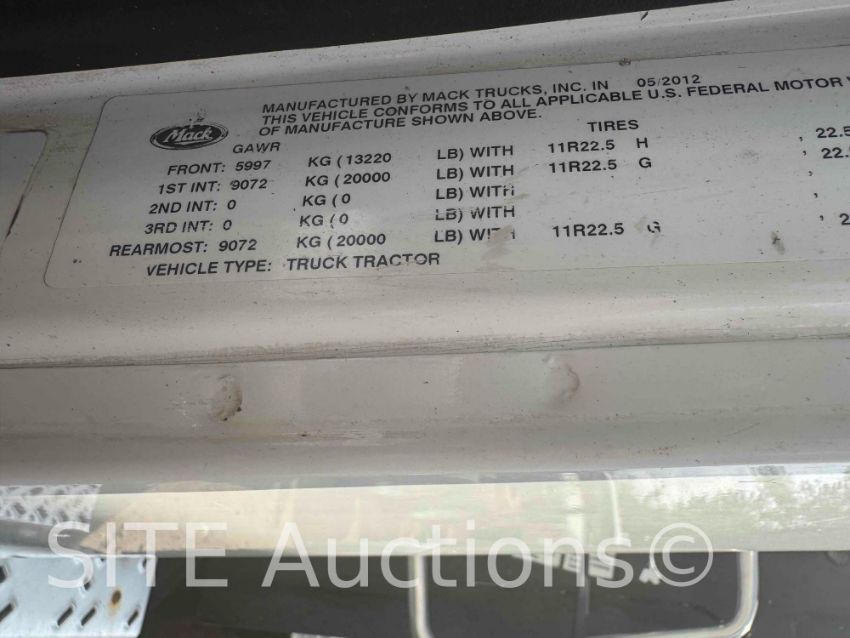 MANUFACTURED BY MACK TRUCKS, INC. IN 05/2012
THIS VEHICLE CONFORMS TO ALL APPLICABLE U.S. FEDERAL MOTOR V
OF MANUFACTURE SHOWN ABOVE.
Mack
GAWR TIRES
FRONT: 5997 KG (13220 LB) WITH 11R22.5 H , 22.5
1ST INT: 9072 KG (20000 LB) WITH 11R22.5 G , 22.
2ND INT: 0 KG (0 LB) WITH ,
3RD INT: 0 KG (0 LB) WITH ,
REARMOST: 9072 KG (20000 LB) WITH 11R22.5 G , 2
VEHICLE TYPE: TRUCK TRACTOR
SITE Auctions©